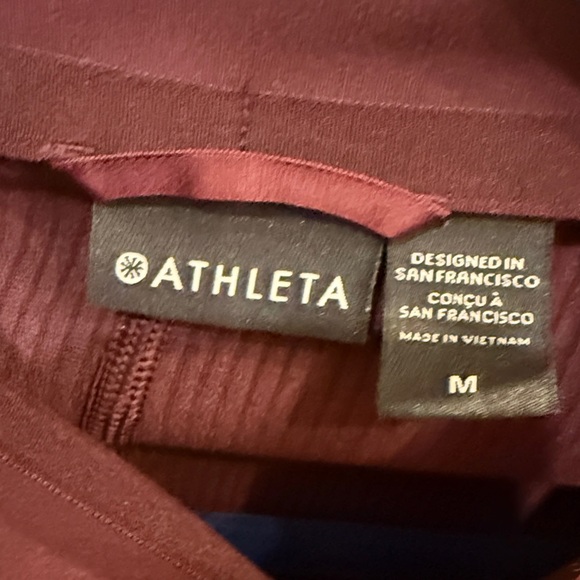 ATHLETA
DESIGNED IN
SAN FRANCISCO
CONÇU À
SAN FRANCISCO
MADE IN VIETNAM
M